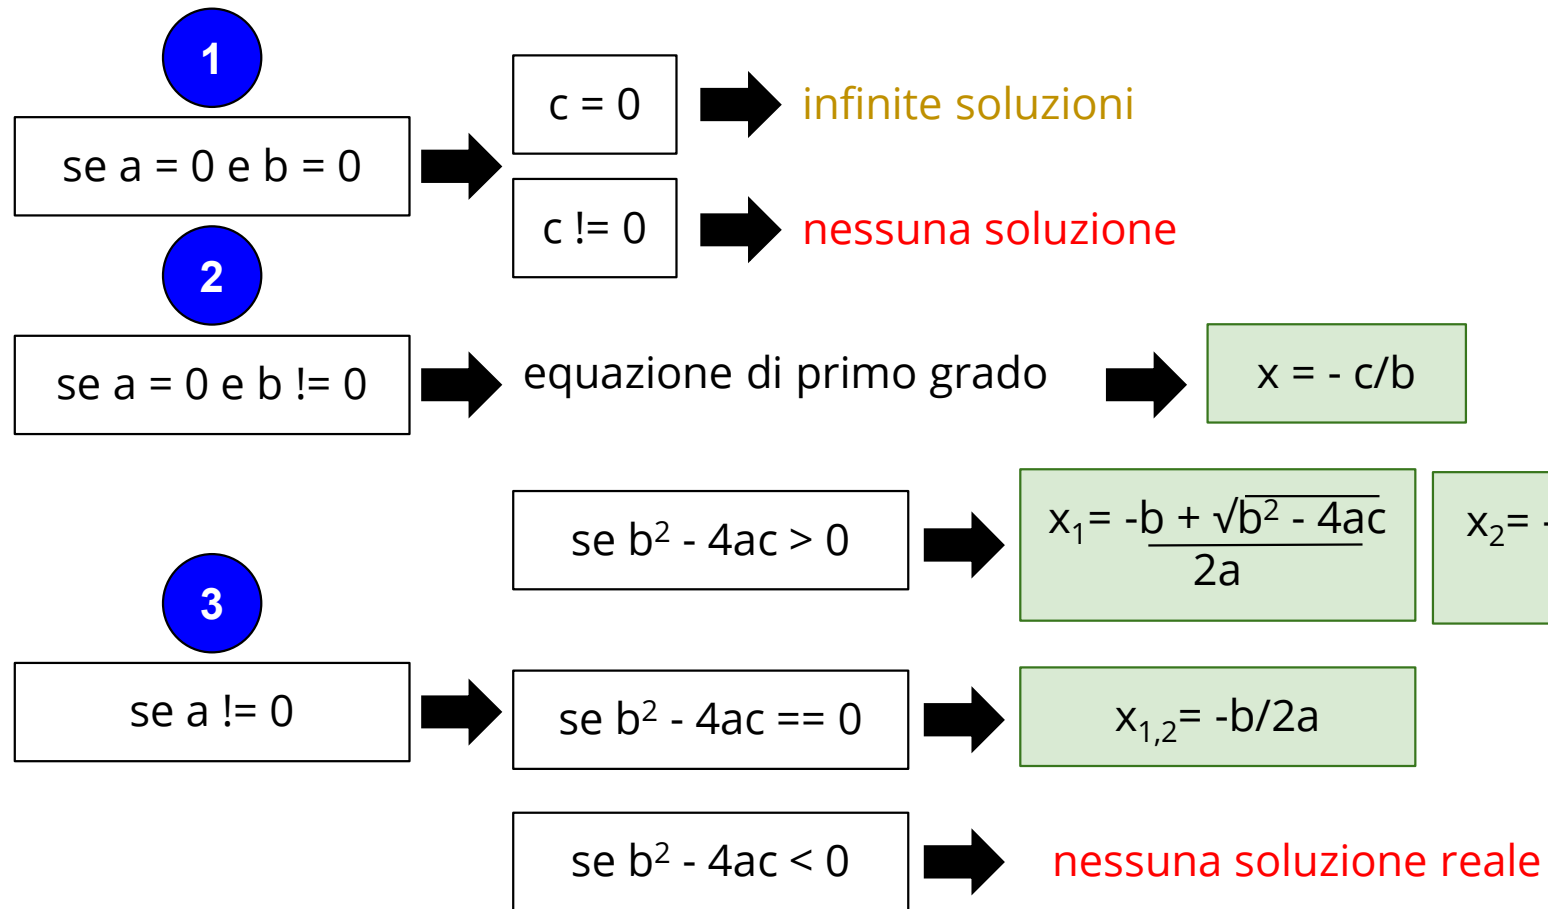 1
se a = 0 e b = 0
c = 0
infinite soluzioni
c != 0
nessuna soluzione
2
se a = 0 e b != 0
equazione di primo grado
x = - c/b
3
se a != 0
se b² - 4ac > 0
x₁= -b + √b² - 4ac
2a
x₂= -
se b² - 4ac == 0
x₁,₂= -b/2a
se b² - 4ac < 0
nessuna soluzione reale